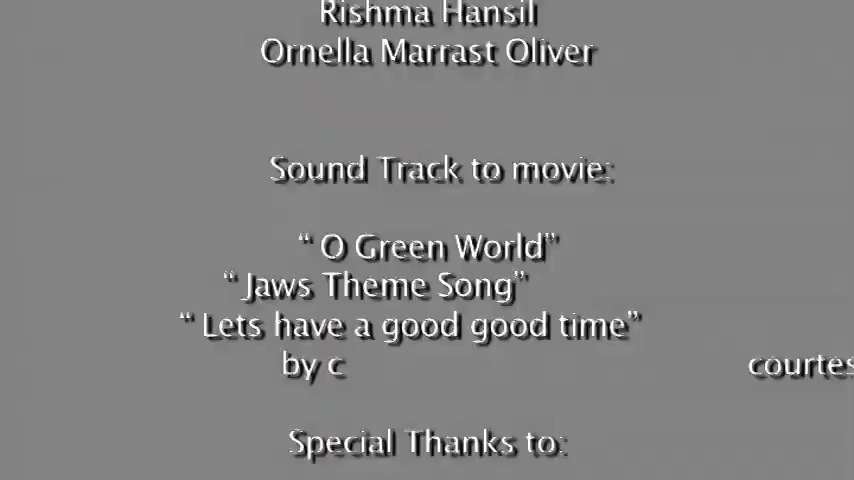 Rishma Hansil
Ornella Marrast Oliver
Sound Track to movie:
“ O Green World”
“ Jaws Theme Song”
“ Lets have a good good time”
by c courtes
Special Thanks to: